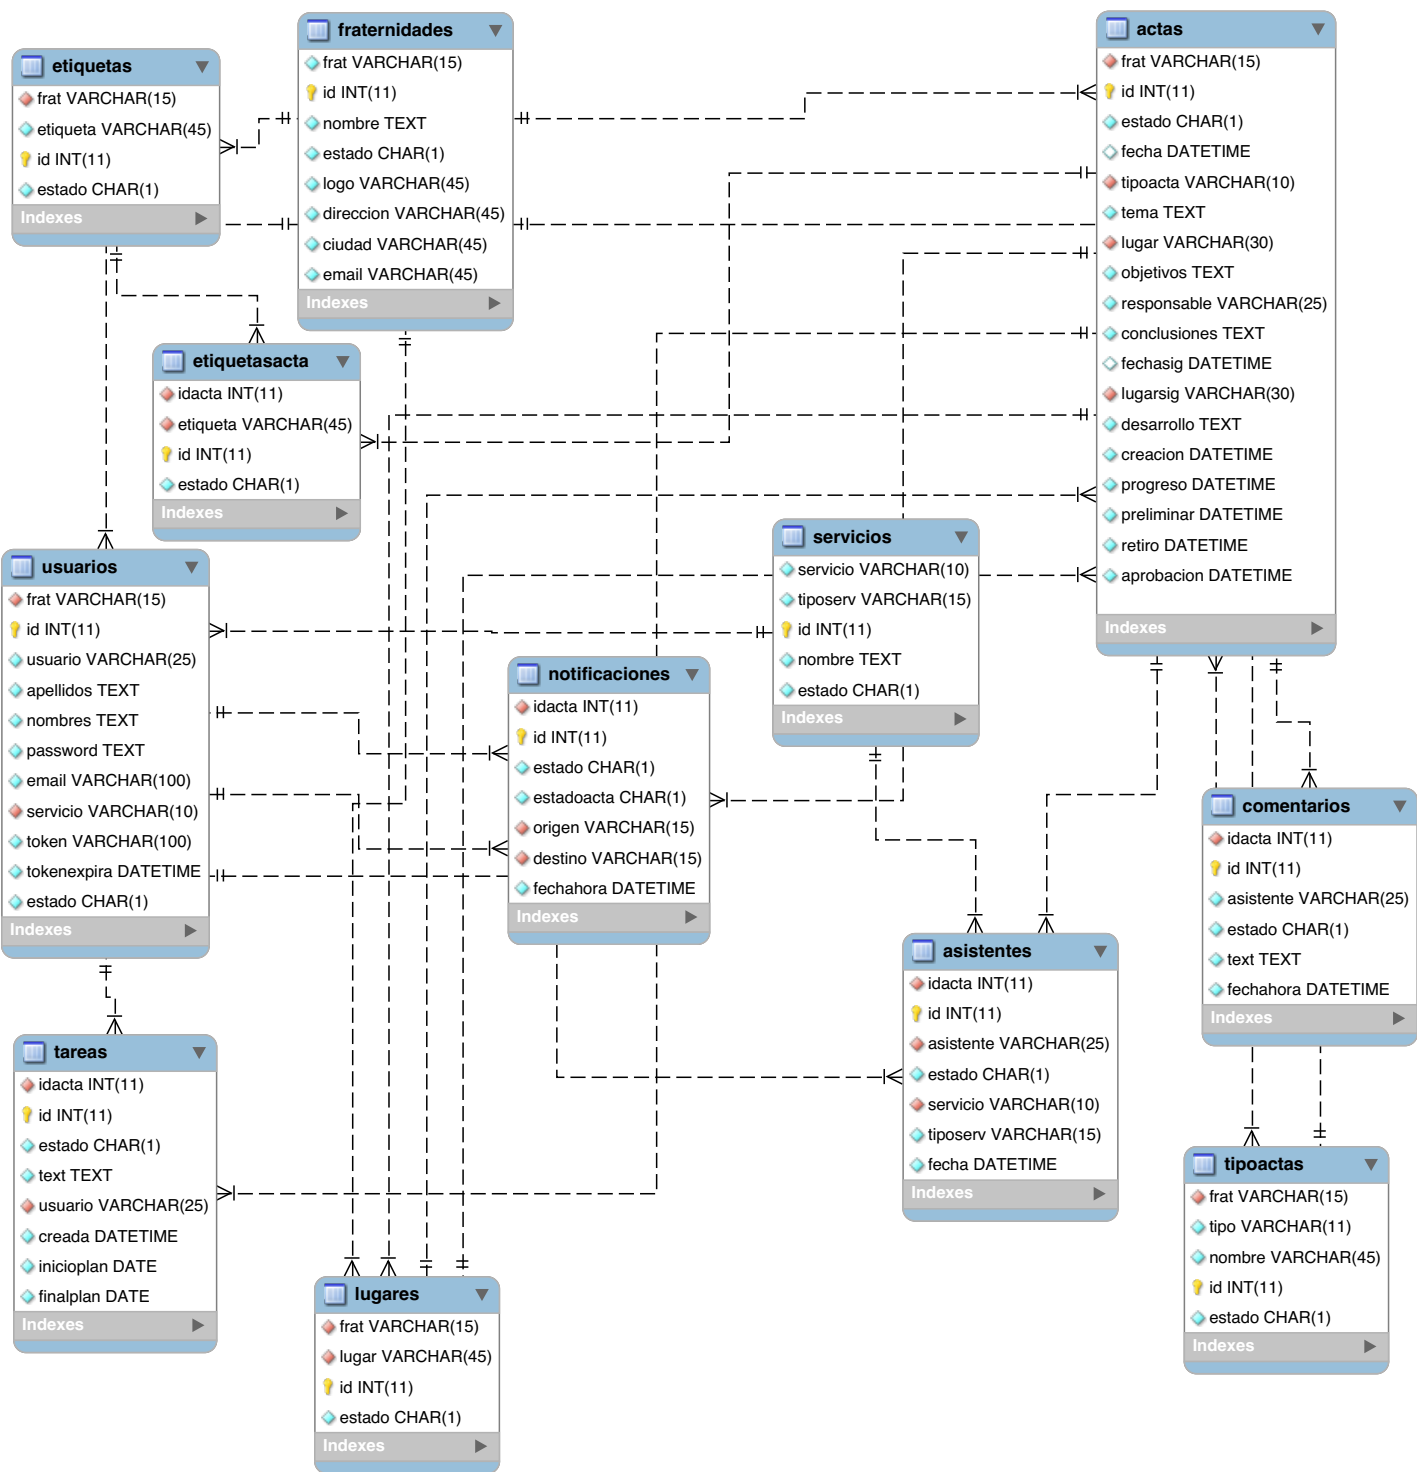 fraternidades
frat VARCHAR(15)
id INT(11)
nombre TEXT
estado CHAR(1)
logo VARCHAR(45)
direccion VARCHAR(45)
ciudad VARCHAR(45)
email VARCHAR(45)
Indexes
actas
frat VARCHAR(15)
id INT(11)
estado CHAR(1)
fecha DATETIME
tipoacta VARCHAR(10)
tema TEXT
lugar VARCHAR(30)
objetivos TEXT
responsable VARCHAR(25)
conclusiones TEXT
fechasig DATETIME
lugarsig VARCHAR(30)
desarrollo TEXT
creacion DATETIME
progreso DATETIME
preliminar DATETIME
retiro DATETIME
aprobacion DATETIME
Indexes
etiquetas
frat VARCHAR(15)
etiqueta VARCHAR(45)
id INT(11)
estado CHAR(1)
Indexes
etiquetasacta
idacta INT(11)
etiqueta VARCHAR(45)
id INT(11)
estado CHAR(1)
Indexes
servicios
servicio VARCHAR(10)
tiposerv VARCHAR(15)
id INT(11)
nombre TEXT
estado CHAR(1)
Indexes
usuarios
frat VARCHAR(15)
id INT(11)
usuario VARCHAR(25)
apellidos TEXT
nombres TEXT
password TEXT
email VARCHAR(100)
servicio VARCHAR(10)
token VARCHAR(100)
tokenexpira DATETIME
estado CHAR(1)
Indexes
notificaciones
idacta INT(11)
id INT(11)
estado CHAR(1)
estadoacta CHAR(1)
origen VARCHAR(15)
destino VARCHAR(15)
fechahora DATETIME
Indexes
comentarios
idacta INT(11)
id INT(11)
asistente VARCHAR(25)
estado CHAR(1)
text TEXT
fechahora DATETIME
Indexes
asistentes
idacta INT(11)
id INT(11)
asistente VARCHAR(25)
estado CHAR(1)
servicio VARCHAR(10)
tiposerv VARCHAR(15)
fecha DATETIME
Indexes
tareas
idacta INT(11)
id INT(11)
estado CHAR(1)
text TEXT
usuario VARCHAR(25)
creada DATETIME
inicioplan DATE
finalplan DATE
Indexes
tipoactas
frat VARCHAR(15)
tipo VARCHAR(11)
nombre VARCHAR(45)
id INT(11)
estado CHAR(1)
Indexes
lugares
frat VARCHAR(15)
lugar VARCHAR(45)
id INT(11)
estado CHAR(1)
Indexes